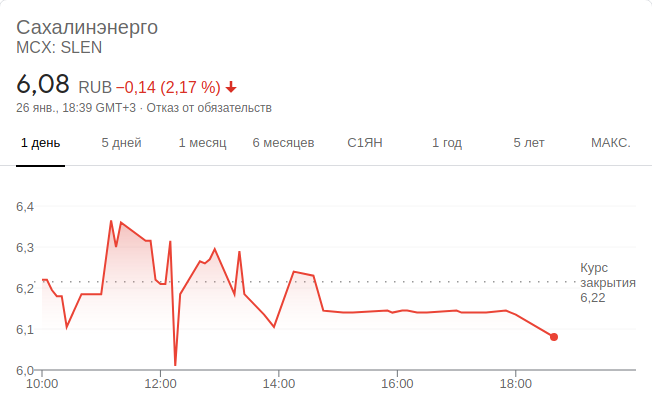 Сахалинэнерго
MCX: SLEN
6,08 RUB −0,14 (2,17 %)
26 янв., 18:39 GMT+3 · Отказ от обязательств
1 день 5 дней 1 месяц 6 месяцев С1ЯН 1 год 5 лет МАКС.
6,4
6,3
6,2
6,1
6,0
Курс
закрытия
6,22
10:00 12:00 14:00 16:00 18:00